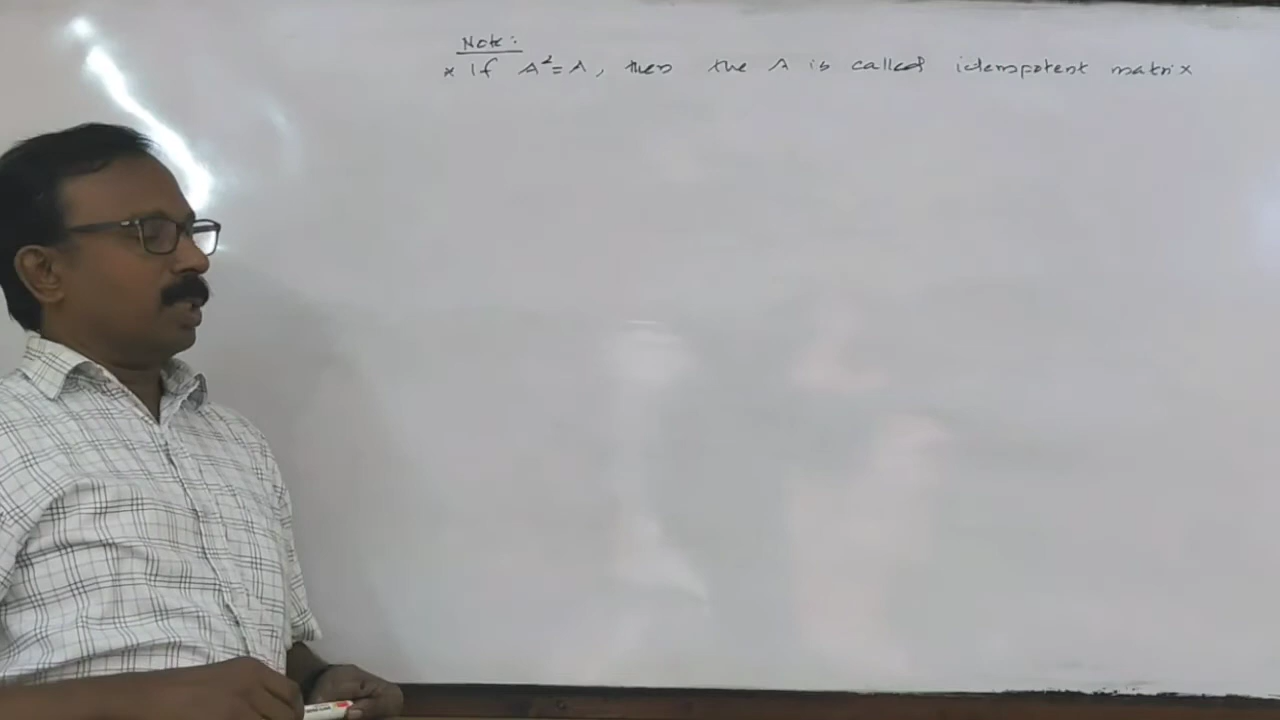 Note:
* If A²=A, then the A is called idempotent matrix